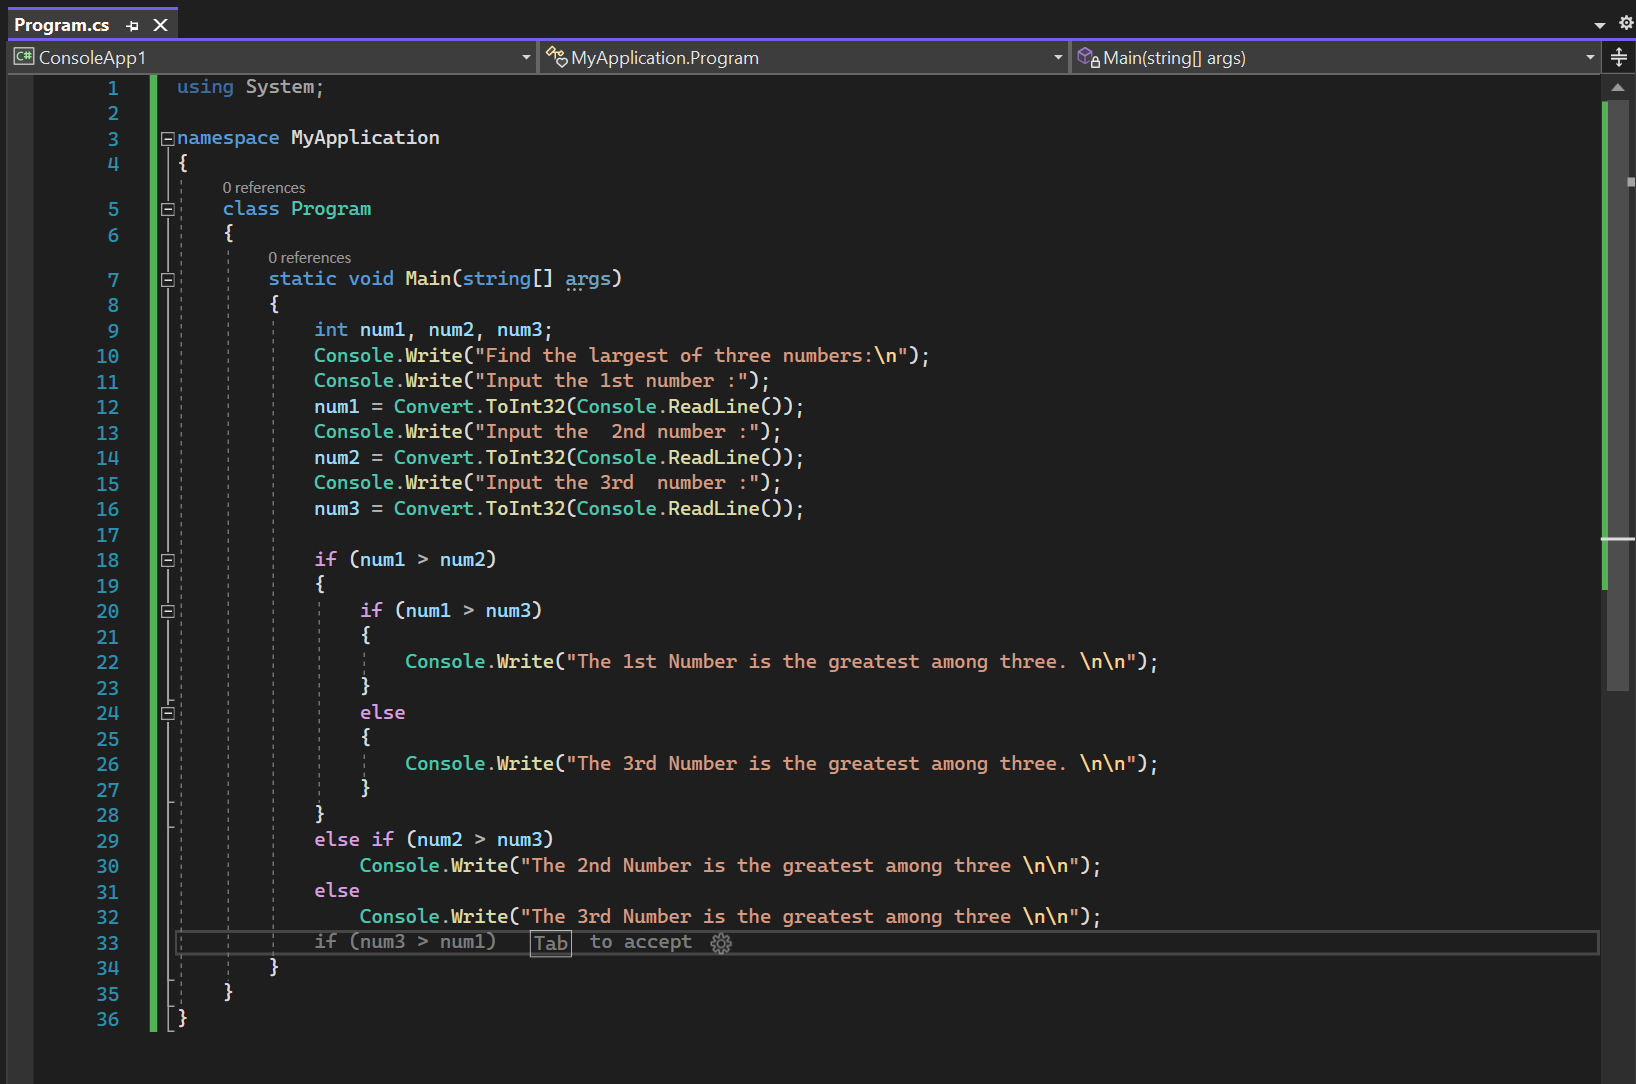 Program.cs
C# ConsoleApp1 MyApplication.Program Main(string[] args)
1 using System;
2
3 namespace MyApplication
4 {
0 references
5 class Program
6 {
0 references
7 static void Main(string[] args)
8 {
9 int num1, num2, num3;
10 Console.Write("Find the largest of three numbers:\n");
11 Console.Write("Input the 1st number :");
12 num1 = Convert.ToInt32(Console.ReadLine());
13 Console.Write("Input the  2nd number :");
14 num2 = Convert.ToInt32(Console.ReadLine());
15 Console.Write("Input the 3rd  number :");
16 num3 = Convert.ToInt32(Console.ReadLine());
17
18 if (num1 > num2)
19 {
20 if (num1 > num3)
21 {
22 Console.Write("The 1st Number is the greatest among three. \n\n");
23 }
24 else
25 {
26 Console.Write("The 3rd Number is the greatest among three. \n\n");
27 }
28 }
29 else if (num2 > num3)
30 Console.Write("The 2nd Number is the greatest among three \n\n");
31 else
32 Console.Write("The 3rd Number is the greatest among three \n\n");
33 if (num3 > num1) Tab to accept
34 }
35 }
36 }